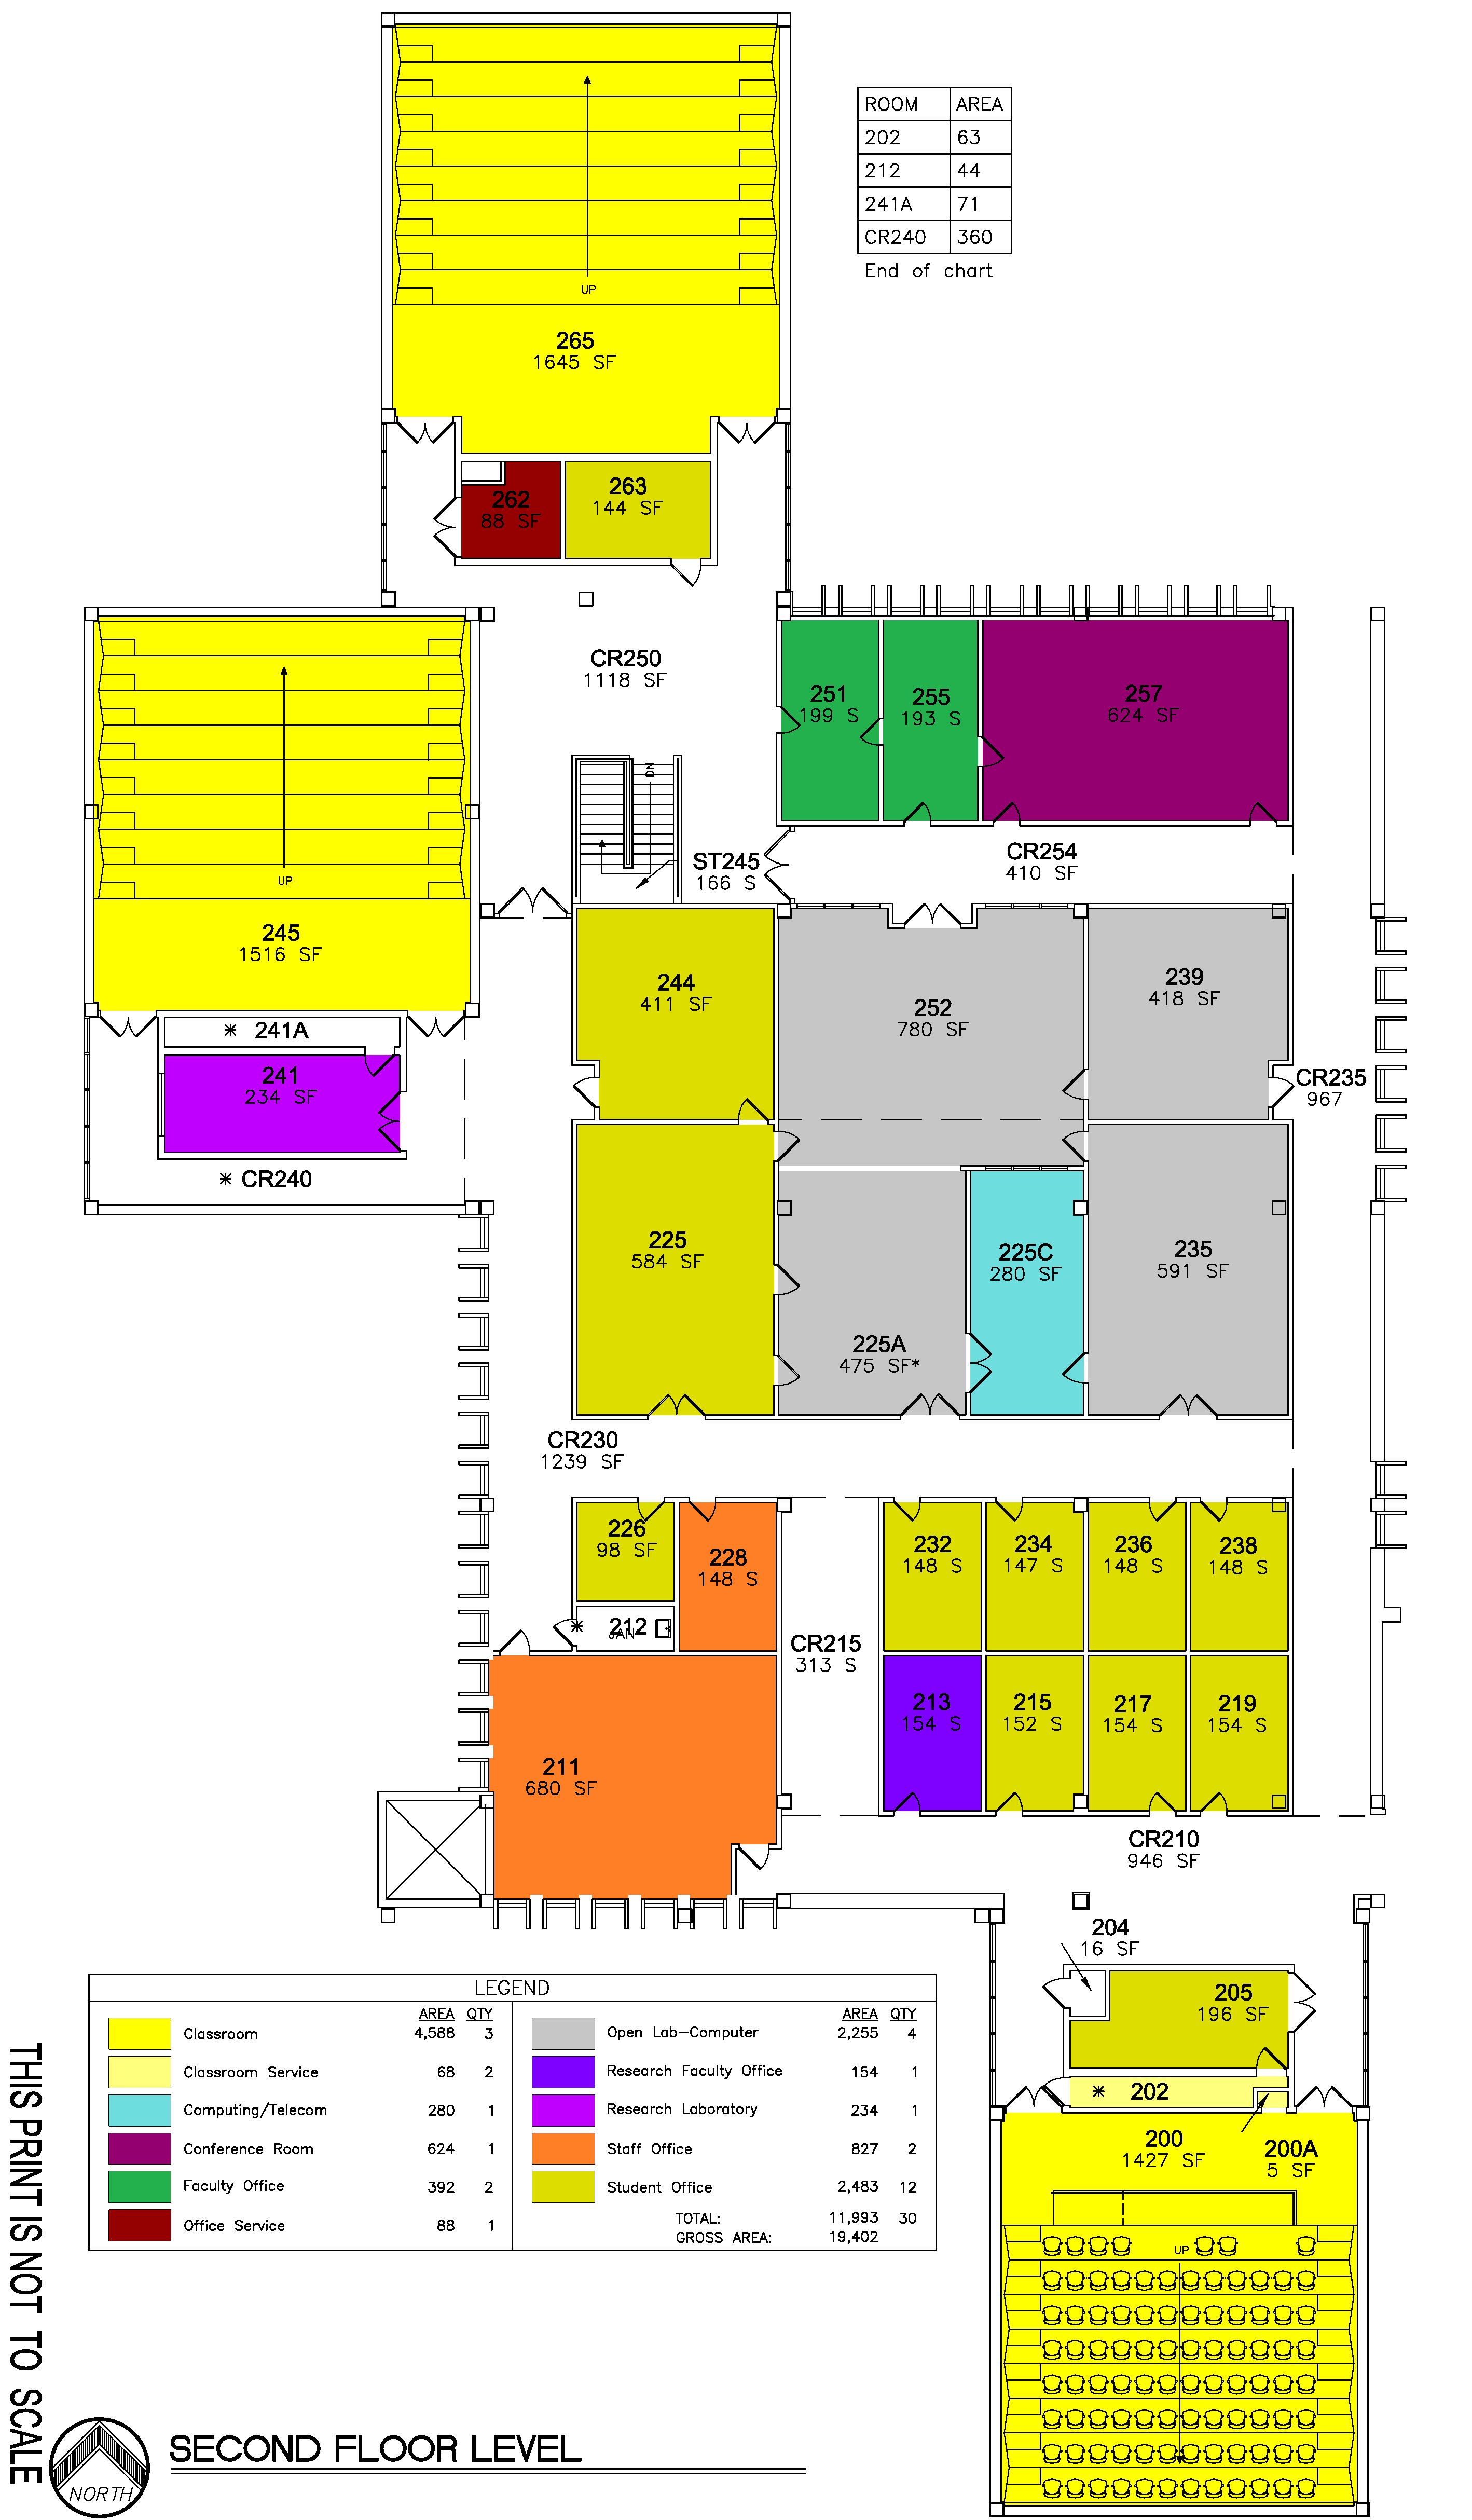 ROOM AREA
202 63
212 44
241A 71
CR240 360
End of chart
UP
265
1645 SF
262
88 SF
263
144 SF
CR250
1118 SF
251
199 S
255
193 S
257
624 SF
DN
ST245
166 S
CR254
410 SF
UP
245
1516 SF
244
411 SF
252
780 SF
239
418 SF
* 241A
241
234 SF
CR235
967
* CR240
225
584 SF
225C
280 SF
235
591 SF
225A
475 SF*
CR230
1239 SF
226
98 SF
228
148 S
232
148 S
234
147 S
236
148 S
238
148 S
* 212
JAN
CR215
313 S
213
154 S
215
152 S
217
154 S
219
154 S
211
680 SF
CR210
946 SF
204
16 SF
205
196 SF
* 202
200
1427 SF
200A
5 SF
UP
LEGEND
AREA QTY
Classroom 4,588 3
Classroom Service 68 2
Computing/Telecom 280 1
Conference Room 624 1
Faculty Office 392 2
Office Service 88 1
AREA QTY
Open Lab-Computer 2,255 4
Research Faculty Office 154 1
Research Laboratory 234 1
Staff Office 827 2
Student Office 2,483 12
TOTAL: 11,993 30
GROSS AREA: 19,402
THIS PRINT IS NOT TO SCALE
NORTH
SECOND FLOOR LEVEL